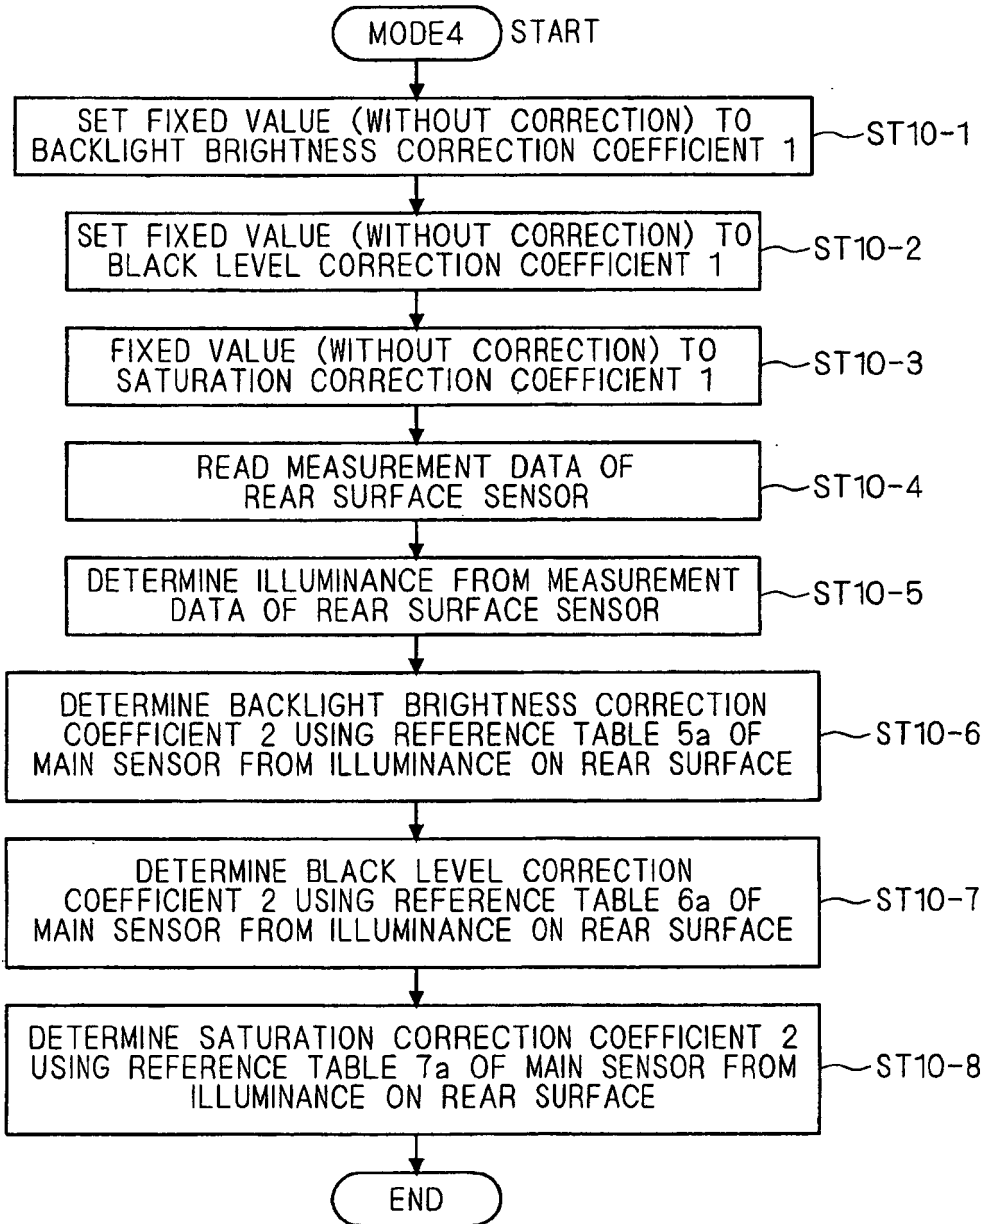 MODE4 START
SET FIXED VALUE (WITHOUT CORRECTION) TO
BACKLIGHT BRIGHTNESS CORRECTION COEFFICIENT 1
ST10-1
SET FIXED VALUE (WITHOUT CORRECTION) TO
BLACK LEVEL CORRECTION COEFFICIENT 1
ST10-2
FIXED VALUE (WITHOUT CORRECTION) TO
SATURATION CORRECTION COEFFICIENT 1
ST10-3
READ MEASUREMENT DATA OF
REAR SURFACE SENSOR
ST10-4
DETERMINE ILLUMINANCE FROM MEASUREMENT
DATA OF REAR SURFACE SENSOR
ST10-5
DETERMINE BACKLIGHT BRIGHTNESS CORRECTION
COEFFICIENT 2 USING REFERENCE TABLE 5a OF
MAIN SENSOR FROM ILLUMINANCE ON REAR SURFACE
ST10-6
DETERMINE BLACK LEVEL CORRECTION
COEFFICIENT 2 USING REFERENCE TABLE 6a OF
MAIN SENSOR FROM ILLUMINANCE ON REAR SURFACE
ST10-7
DETERMINE SATURATION CORRECTION COEFFICIENT 2
USING REFERENCE TABLE 7a OF MAIN SENSOR FROM
ILLUMINANCE ON REAR SURFACE
ST10-8
END